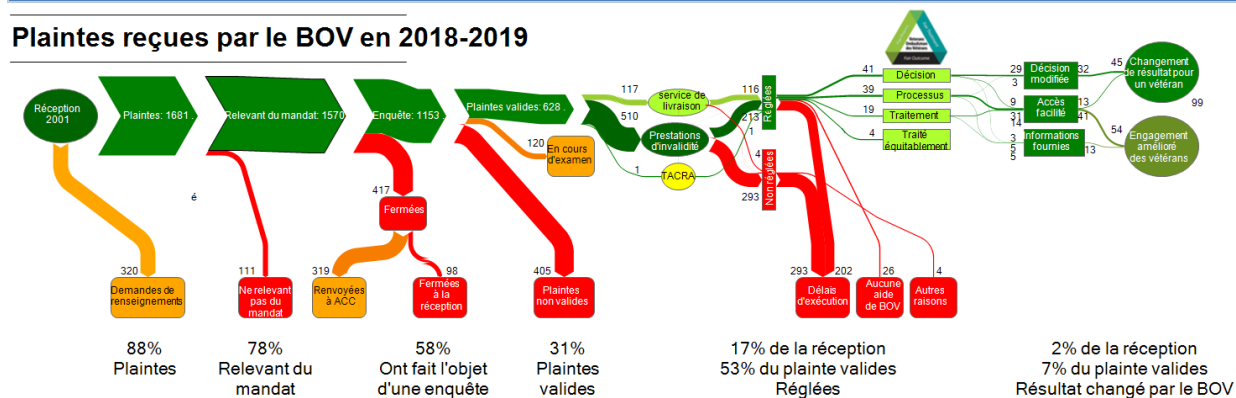 Plaintes reçues par le BOV en 2018-2019
Réception
2001
Plaintes: 1681 .
Relevant du mandat: 1570
Enquête: 1153 .
Plaintes valides: 628 .
117
510
120
1
service de
livraison
Prestations
d'invalidité
TACRA
En cours
d'examen
116
213
1
4
293
Réglées
Non réglées
41
39
19
4
Décision
Processus
Traitement
Traité
équitablement
29
3
9
31
14
3
5
5
Décision
modifiée
Accès
facilité
Informations
fournies
32
13
41
13
45
54
99
Changement
de résultat pour
un vétéran
Engagement
amélioré
des vétérans
é
417
Fermées
320
Demandes de
renseignements
111
Ne relevant
pas du
mandat
319
Renvoyées
à ACC
98
Fermées
à la
réception
405
Plaintes
non valides
293
202
Délais
d'exécution
26
Aucune
aide
de BOV
4
Autres
raisons
88%
Plaintes
78%
Relevant du
mandat
58%
Ont fait l'objet
d'une enquête
31%
Plaintes
valides
17% de la réception
53% du plainte valides
Réglées
2% de la réception
7% du plainte valides
Résultat changé par le BOV